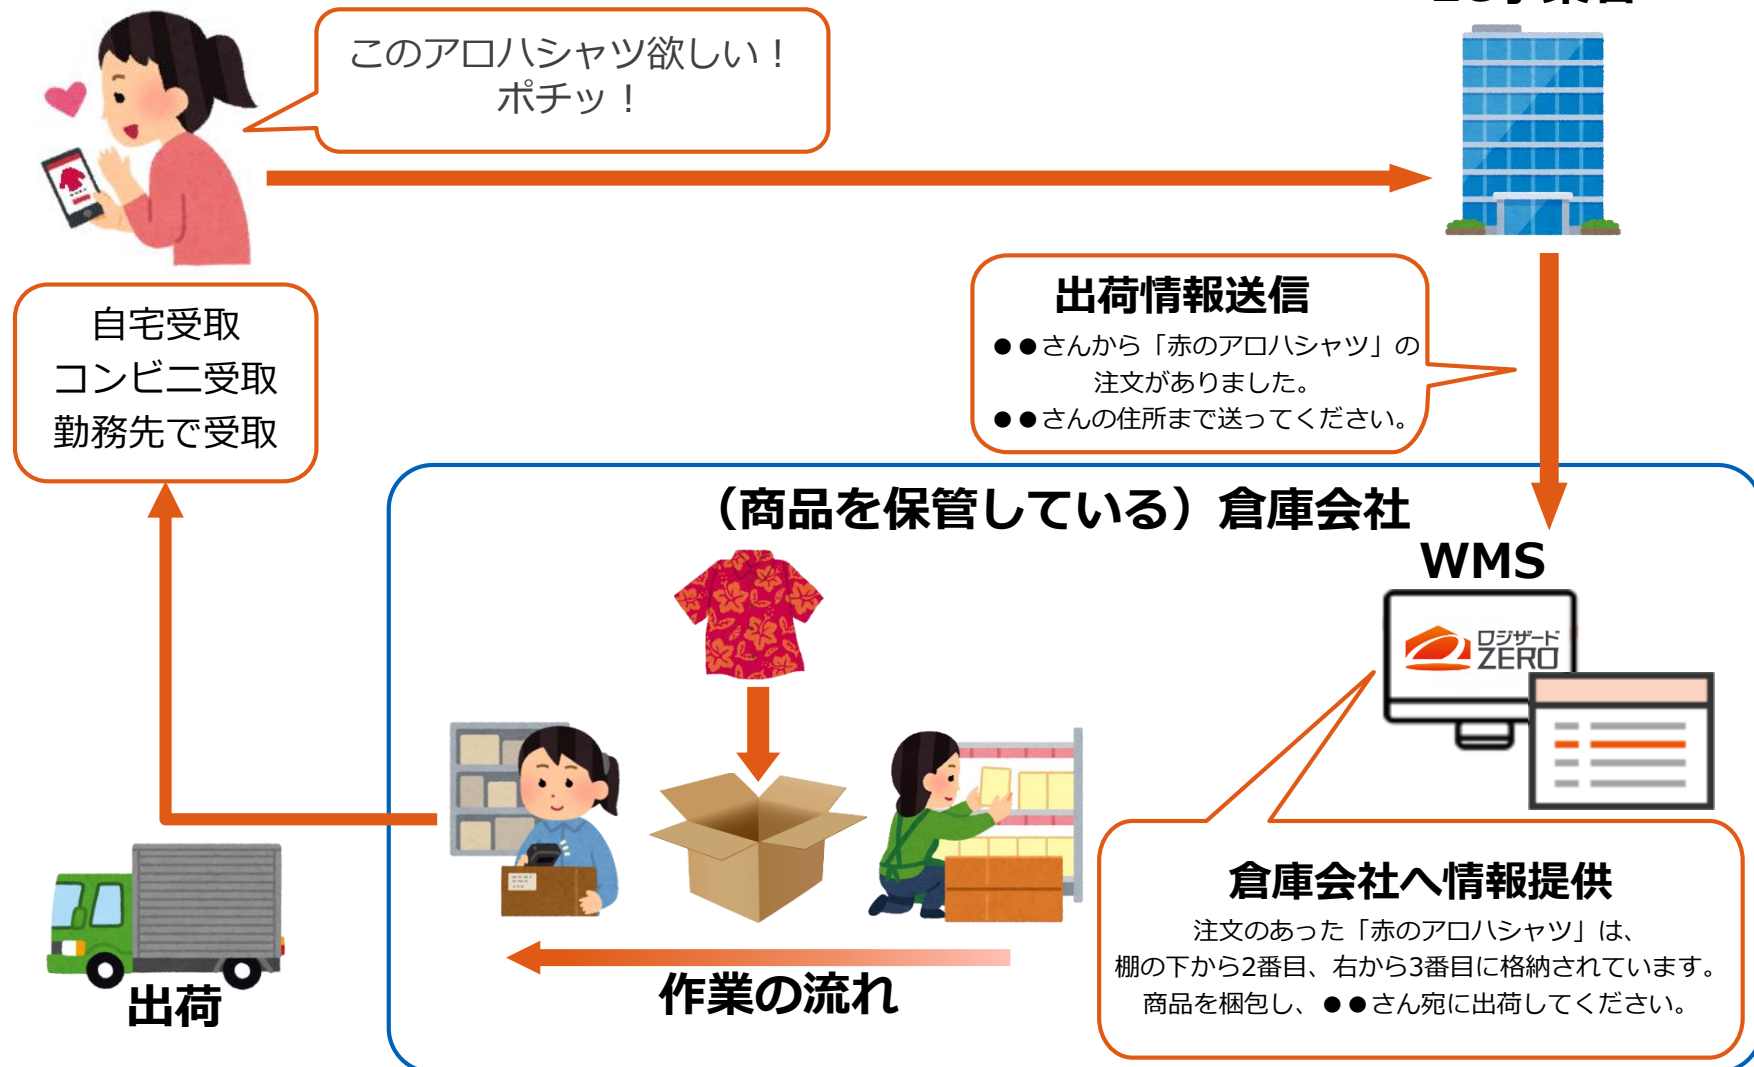 このアロハシャツ欲しい！
ポチッ！
出荷情報送信
●●さんから「赤のアロハシャツ」の
注文がありました。
●●さんの住所まで送ってください。
自宅受取
コンビニ受取
勤務先で受取
（商品を保管している）倉庫会社
WMS
ロジザード
ZERO
倉庫会社へ情報提供
注文のあった「赤のアロハシャツ」は、
棚の下から2番目、右から3番目に格納されています。
商品を梱包し、●●さん宛に出荷してください。
作業の流れ
出荷